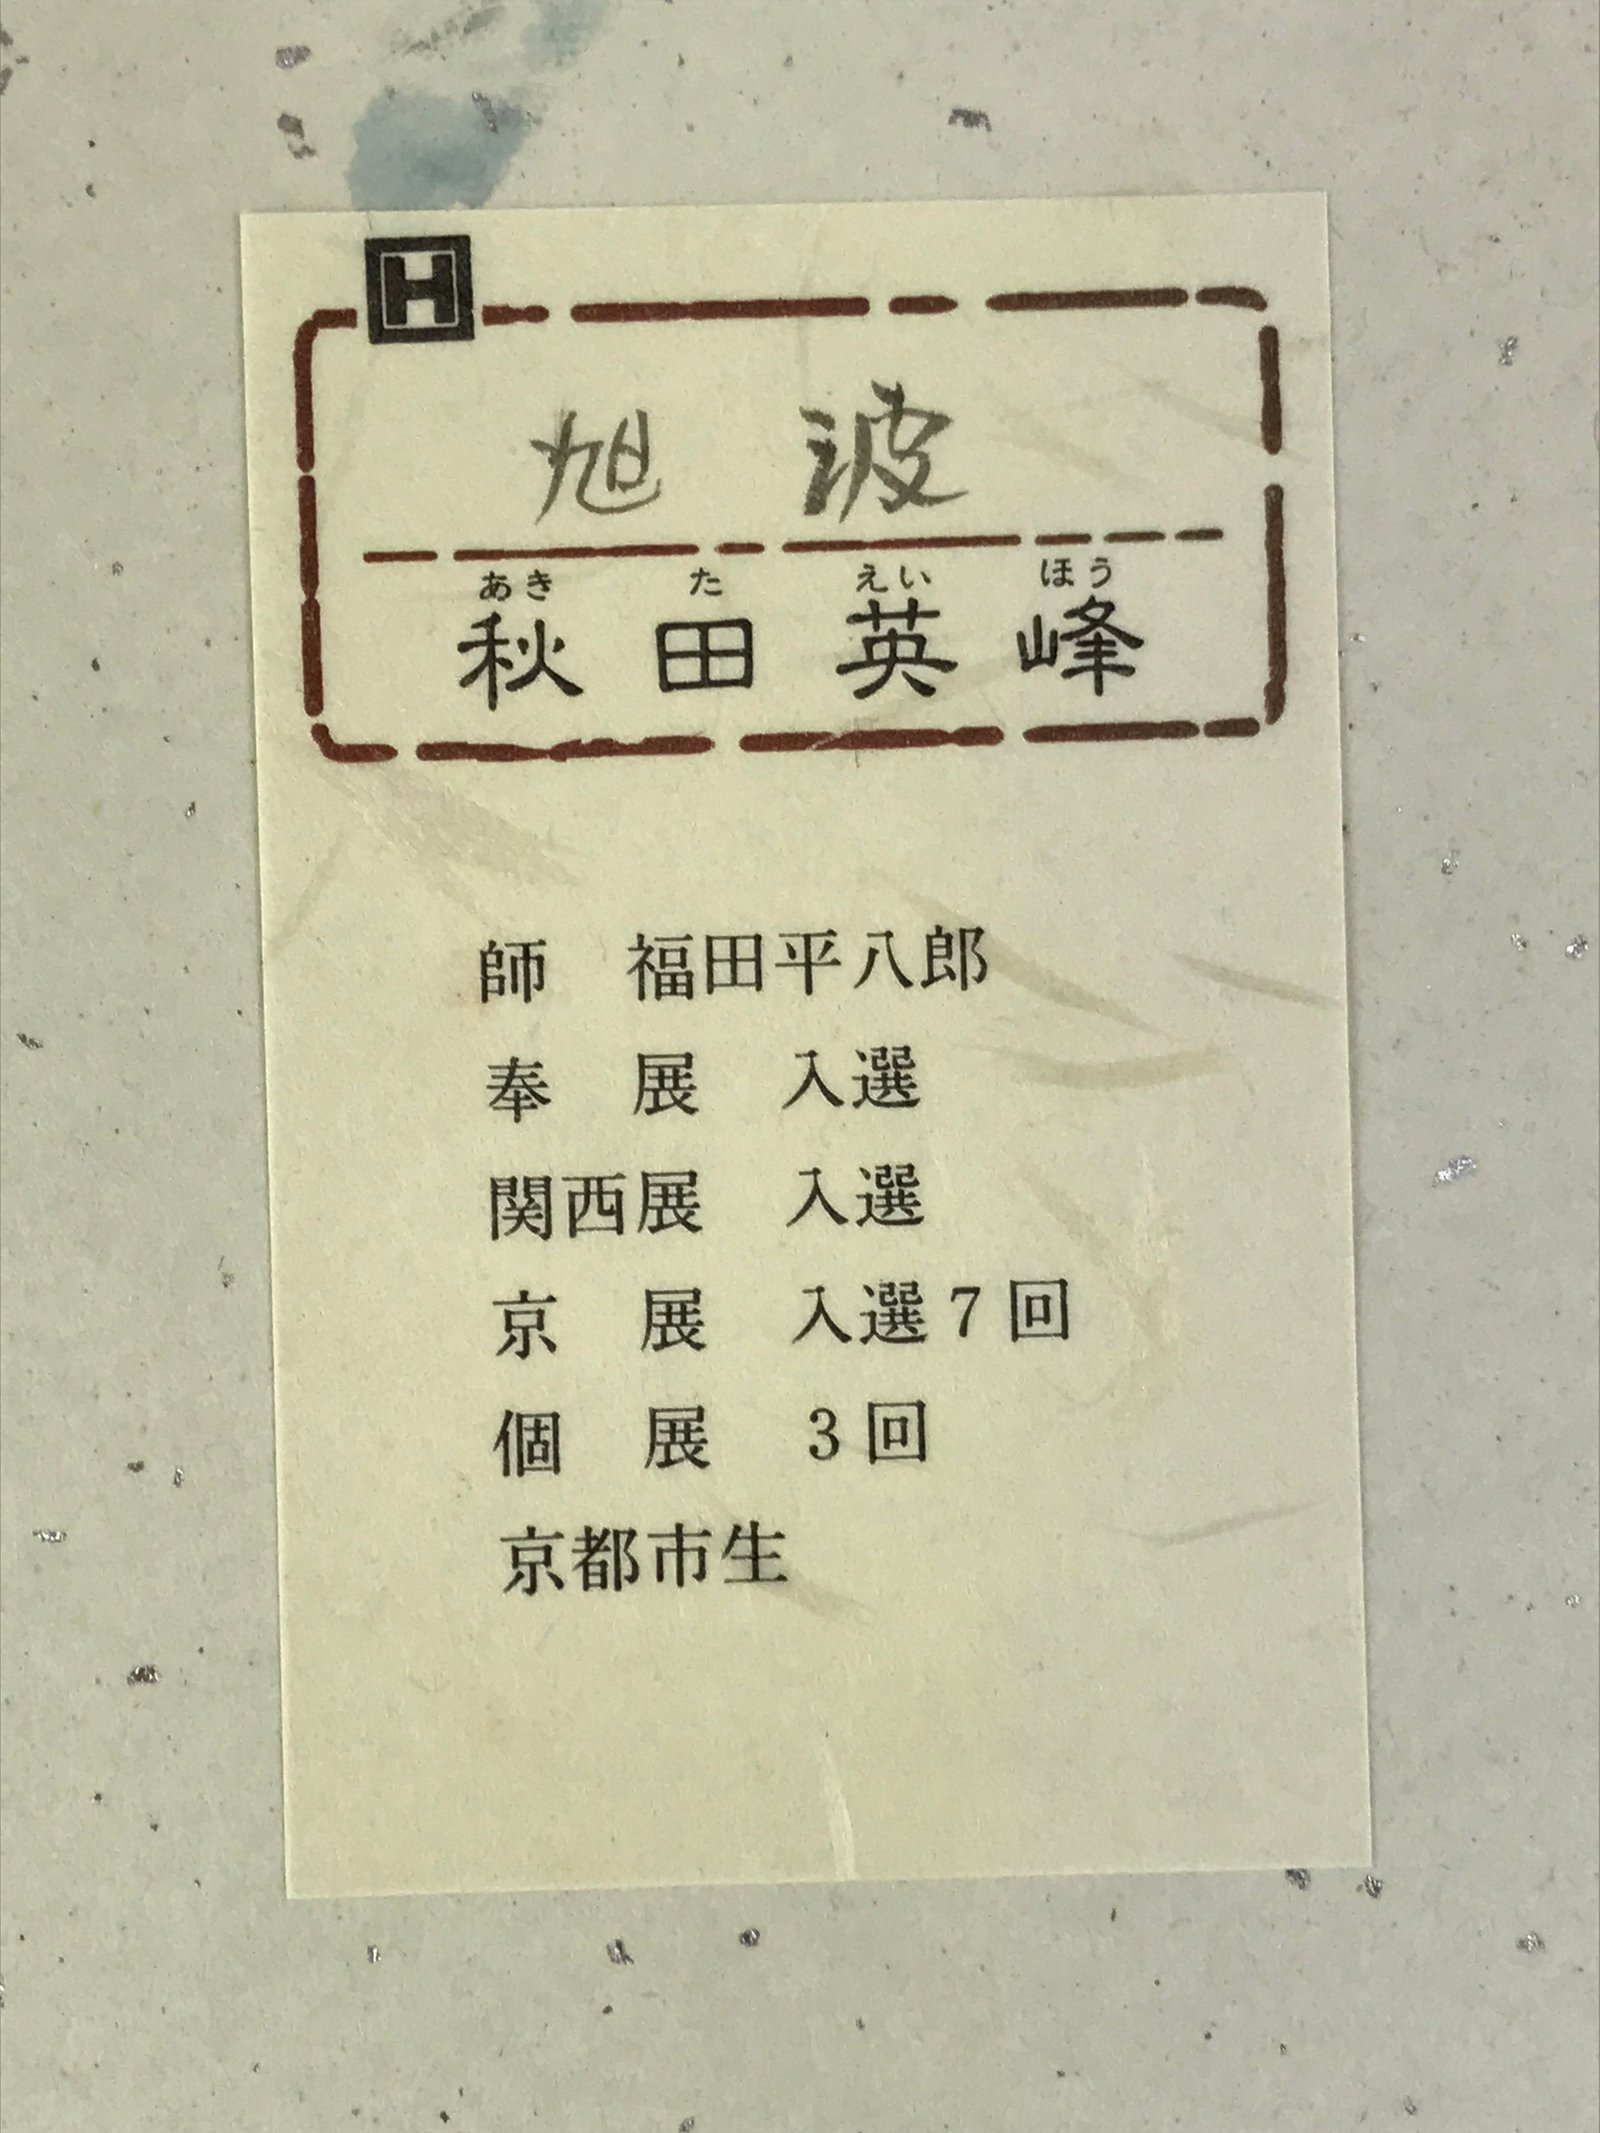 H
旭 波
あき た えい ほう
秋 田 英 峰
師 福田平八郎
奉 展 入選
関西展 入選
京 展 入選7回
個 展 3回
京都市生